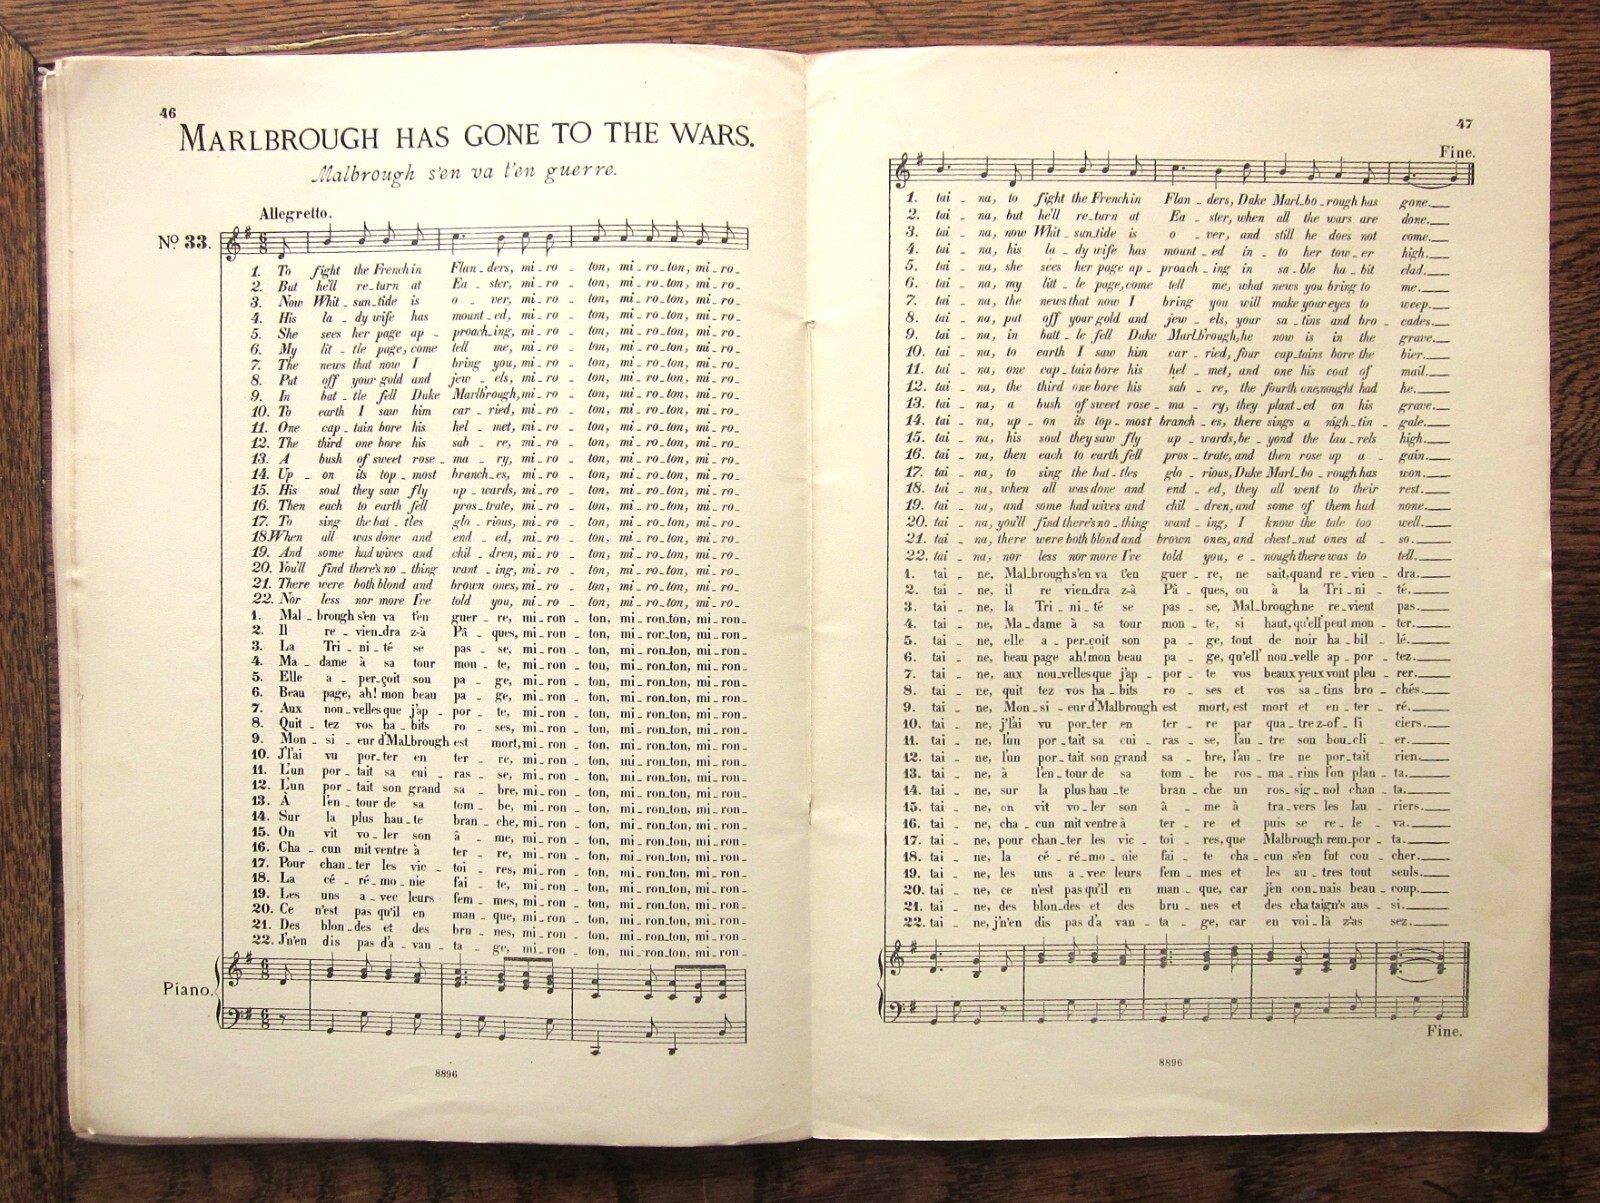 46
MARLBROUGH HAS GONE TO THE WARS.
Malbrough s'en va t'en guerre.
Allegretto.
Nº 33.
1. To fight the French in Flan - ders, mi - ro - ton, mi - ro - ton, mi - ro -
2. But he'll re - turn at Ea - ster, mi - ro - ton, mi - ro - ton, mi - ro -
3. Now Whit - sun - tide is o - ver, mi - ro - ton, mi - ro - ton, mi - ro -
4. His la - dy wife has mount - ed, mi - ro - ton, mi - ro - ton, mi - ro -
5. She sees her page ap - proach - ing, mi - ro - ton, mi - ro - ton, mi - ro -
6. My lit - tle page, come tell me, mi - ro - ton, mi - ro - ton, mi - ro -
7. The news that now I bring you, mi - ro - ton, mi - ro - ton, mi - ro -
8. Put off your gold and jew - els, mi - ro - ton, mi - ro - ton, mi - ro -
9. In bat - tle fell Duke Marlbrough, mi - ro - ton, mi - ro - ton, mi - ro -
10. To earth I saw him car - ried, mi - ro - ton, mi - ro - ton, mi - ro -
11. One cap - tain bore his hel - met, mi - ro - ton, mi - ro - ton, mi - ro -
12. The third one bore his sab - re, mi - ro - ton, mi - ro - ton, mi - ro -
13. A bush of sweet rose - ma - ry, mi - ro - ton, mi - ro - ton, mi - ro -
14. Up - on its top - most branch - es, mi - ro - ton, mi - ro - ton, mi - ro -
15. His soul they saw fly up - wards, mi - ro - ton, mi - ro - ton, mi - ro -
16. Then each to earth fell pros - trate, mi - ro - ton, mi - ro - ton, mi - ro -
17. To sing the bat - tles glo - rious, mi - ro - ton, mi - ro - ton, mi - ro -
18. When all was done and end - ed, mi - ro - ton, mi - ro - ton, mi - ro -
19. And some had wives and chil - dren, mi - ro - ton, mi - ro - ton, mi - ro -
20. You'll find there's no - thing want - ing, mi - ro - ton, mi - ro - ton, mi - ro -
21. There were both blond and brown ones, mi - ro - ton, mi - ro - ton, mi - ro -
22. Nor less nor more I've told you, mi - ro - ton, mi - ro - ton, mi - ro -
1. Mal - brough s'en va t'en guer - re, mi - ron - ton, mi - ron - ton, mi - ron -
2. Il re - vien - dra z-à Pâ - ques, mi - ron - ton, mi - ron - ton, mi - ron -
3. La Tri - ni - té se pas - se, mi - ron - ton, mi - ron - ton, mi - ron -
4. Ma - dame à sa tour mon - te, mi - ron - ton, mi - ron - ton, mi - ron -
5. Elle a - per - çoit son pa - ge, mi - ron - ton, mi - ron - ton, mi - ron -
6. Beau page, ah! mon beau pa - ge, mi - ron - ton, mi - ron - ton, mi - ron -
7. Aux nou - velles que j'ap - por - te, mi - ron - ton, mi - ron - ton, mi - ron -
8. Quit - tez vos ha - bits ro - ses, mi - ron - ton, mi - ron - ton, mi - ron -
9. Mon - si - eur d'Malbrough est mort, mi - ron - ton, mi - ron - ton, mi - ron -
10. J'l'ai vu por - ter en ter - re, mi - ron - ton, mi - ron - ton, mi - ron -
11. L'un por - tait sa cui - ras - se, mi - ron - ton, mi - ron - ton, mi - ron -
12. L'un por - tait son grand sa - bre, mi - ron - ton, mi - ron - ton, mi - ron -
13. À l'en - tour de sa tom - be, mi - ron - ton, mi - ron - ton, mi - ron -
14. Sur la plus hau - te bran - che, mi - ron - ton, mi - ron - ton, mi - ron -
15. On vit vo - ler son â - me, mi - ron - ton, mi - ron - ton, mi - ron -
16. Cha - cun mit ventre à ter - re, mi - ron - ton, mi - ron - ton, mi - ron -
17. Pour chan - ter les vic - toi - res, mi - ron - ton, mi - ron - ton, mi - ron -
18. La cé - ré - mo - nie fai - te, mi - ron - ton, mi - ron - ton, mi - ron -
19. Les uns a - vec leurs fem - mes, mi - ron - ton, mi - ron - ton, mi - ron -
20. Ce n'est pas qu'il en man - que, mi - ron - ton, mi - ron - ton, mi - ron -
21. Des blon - des et des bru - nes, mi - ron - ton, mi - ron - ton, mi - ron -
22. J'n'en dis pas d'a - van - ta - ge, mi - ron - ton, mi - ron - ton, mi - ron -
Piano.
8896
47
Fine.
1. tai - na, to fight the French in Flan - ders, Duke Marl - bo - rough has gone.
2. tai - na, but he'll re - turn at Ea - ster, when all the wars are done.
3. tai - na, now Whit - sun - tide is o - ver, and still he does not come.
4. tai - na, his la - dy wife has mount - ed in - to her tow - er high.
5. tai - na, she sees her page ap - proach - ing in sa - ble ha - bit clad.
6. tai - na, my litt - le page, come tell me, what news you bring to me.
7. tai - na, the news that now I bring you will make your eyes to weep.
8. tai - na, put off your gold and jew - els, your sa - tins and bro - cades.
9. tai - na, in batt - le fell Duke Marlbrough, he now is in the grave.
10. tai - na, to earth I saw him car - ried, four cap - tains bore the bier.
11. tai - na, one cap - tain bore his hel - met, and one his coat of mail.
12. tai - na, the third one bore his sab - re, the fourth one, nought had he.
13. tai - na, a bush of sweet rose - ma - ry, they plant - ed on his grave.
14. tai - na, up - on its top - most branch - es, there sings a nigh - tin - gale.
15. tai - na, his soul they saw fly up - wards, be - yond the lau - rels high.
16. tai - na, then each to earth fell pros - trate, and then rose up a - gain.
17. tai - na, to sing the bat - tles glo - rious, Duke Marl - bo - rough has won.
18. tai - na, when all was done and end - ed, they all went to their rest.
19. tai - na, and some had wives and chil - dren, and some of them had none.
20. tai - na, you'll find there's no - thing want - ing, I know the tale too well.
21. tai - na, there were both blond and brown ones, and chest - nut ones al - so.
22. tai - na, nor less nor more I've told you, e - nough there was to tell.
1. tai - ne, Mal - brough s'en va t'en guer - re, ne sait, quand re - vien - dra.
2. tai - ne, il re vien - dra z-à Pâ - ques, ou à la Tri - ni - té.
3. tai - ne, la Tri - ni - té se pas - se, Mal - brough ne re - vient pas.
4. tai - ne, Ma - dame à sa tour mon - te, si haut, qu'ell' peut mon - ter.
5. tai - ne, elle a - per - çoit son pa - ge, tout de noir ha - bil - lé.
6. tai - ne, beau page ah! mon beau pa - ge, qu'ell' nou - velle ap - por - tez.
7. tai - ne, aux nou - velles que j'ap - por - te vos beaux yeux vont pleu - rer.
8. tai - ne, quit tez vos ha - bits ro - ses et vos sa - tins bro - chés.
9. tai - ne, Mon - si - eur d'Malbrough est mort, est mort et en - ter - ré.
10. tai - ne, j'l'ai vu por - ter en ter - re par qua - tre z-of - fi ciers.
11. tai - ne, l'un por - tait sa cui - ras - se, l'au - tre son bou - cli - er.
12. tai - ne, l'un por - tait son grand sa - bre, l'au - tre ne por - tait rien.
13. tai - ne, à l'en - tour de sa tom - be ros - ma - rins l'on plan - ta.
14. tai - ne, sur la plus hau - te bran - che un ros - sig - nol chan - ta.
15. tai - ne, on vit vo - ler son â - me à tra - vers les lau - riers.
16. tai - ne, cha - cun mit ventre à ter - re et puis se re - le - va.
17. tai - ne, pour chan - ter les vic - toi - res, que Malbrough rem - por - ta.
18. tai - ne, la cé - ré - mo - nie fai - te cha - cun s'en fut cou - cher.
19. tai - ne, les uns a - vec leurs fem - mes et les au - tres tout seuls.
20. tai - ne, ce n'est pas qu'il en man - que, car j'en con - nais beau - coup.
21. tai - ne, des blon - des et des bru - nes et des chataign's aus - si.
22. tai - ne, j'n'en dis pas d'a van - ta - ge, car en voi - là z'as sez.
Fine.
8896